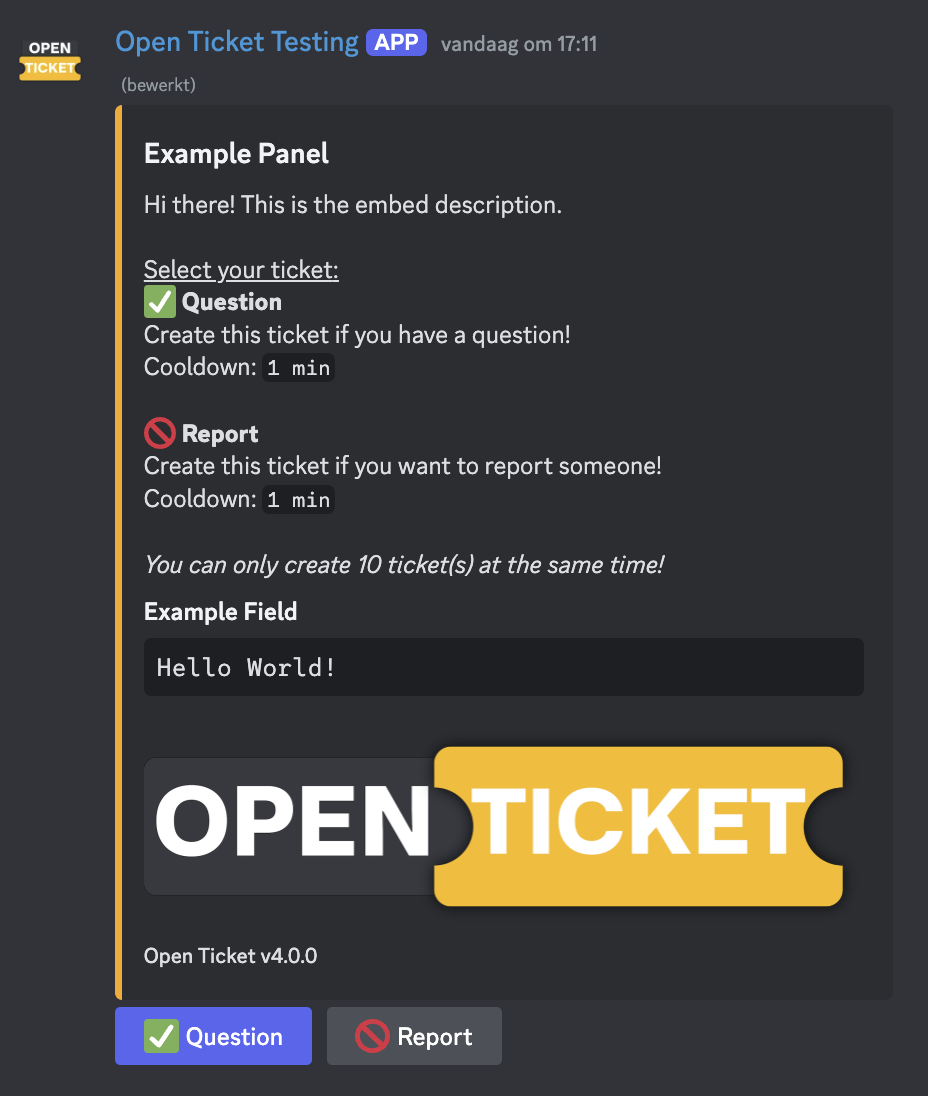 OPEN
TICKET
Open Ticket Testing APP vandaag om 17:11
(bewerkt)
Example Panel
Hi there! This is the embed description.
Select your ticket:
✅ Question
Create this ticket if you have a question!
Cooldown: 1 min
🚫 Report
Create this ticket if you want to report someone!
Cooldown: 1 min
You can only create 10 ticket(s) at the same time!
Example Field
Hello World!
OPEN TICKET
Open Ticket v4.0.0
✅ Question 🚫 Report